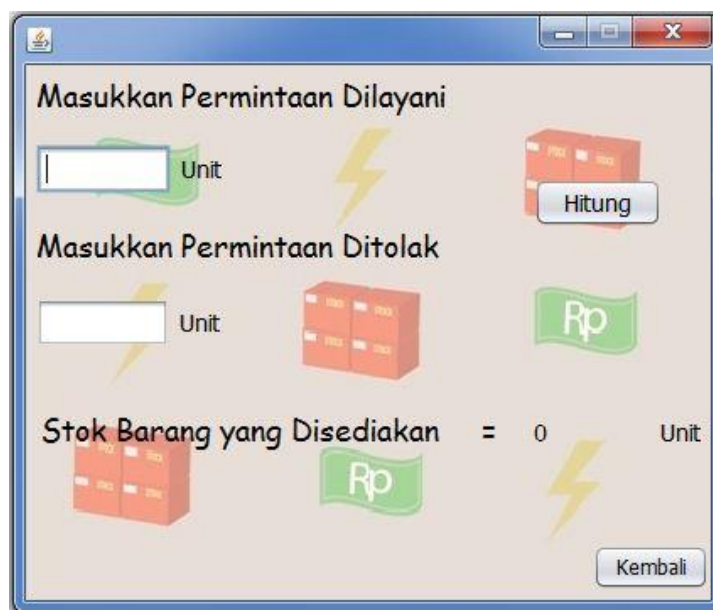 Masukkan Permintaan Dilayani
Unit
Hitung
Masukkan Permintaan Ditolak
Unit
Rp
Stok Barang yang Disediakan = 0 Unit
Rp
Kembali